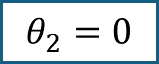 θ₂ = 0